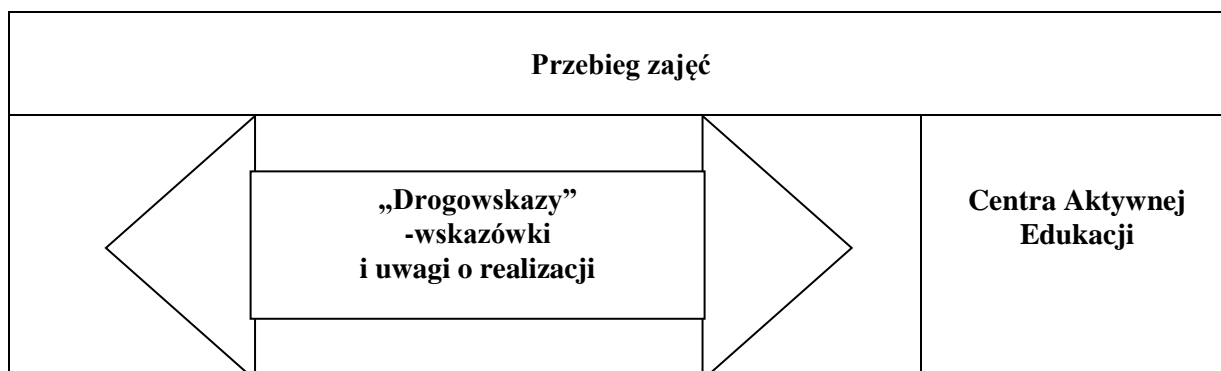 Przebieg zajęć
„Drogowskazy”
-wskazówki
i uwagi o realizacji
Centra Aktywnej
Edukacji